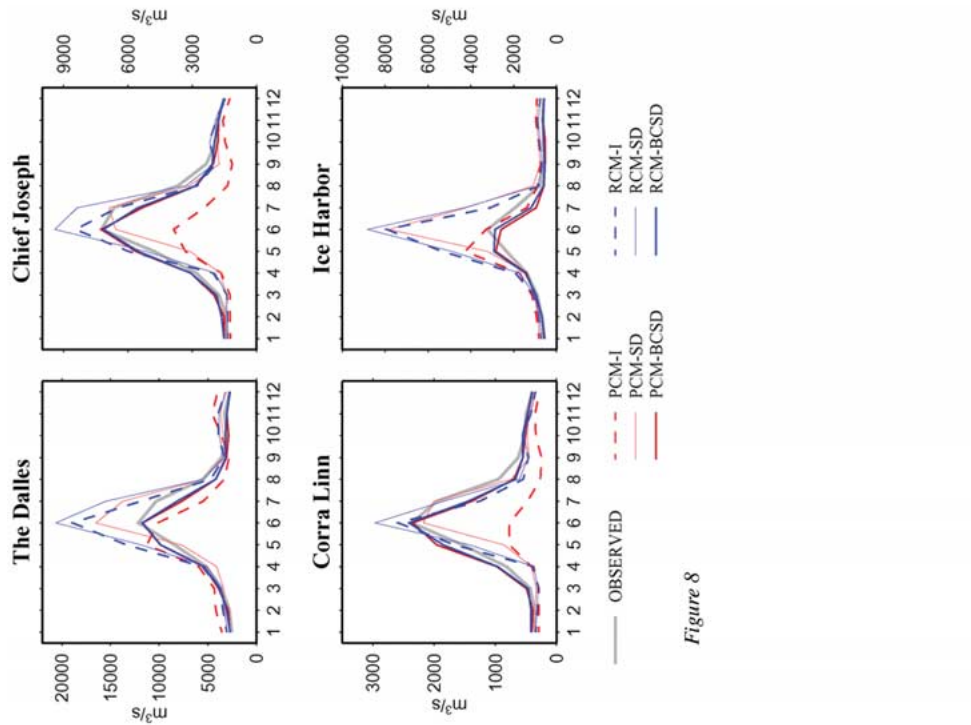 The Dalles
Chief Joseph
m³/s
20000
15000
10000
5000
0
1 2 3 4 5 6 7 8 9 10 11 12
m³/s
9000
6000
3000
0
1 2 3 4 5 6 7 8 9 10 11 12
Corra Linn
Ice Harbor
m³/s
3000
2000
1000
0
1 2 3 4 5 6 7 8 9 10 11 12
m³/s
10000
8000
6000
4000
2000
0
1 2 3 4 5 6 7 8 9 10 11 12
OBSERVED
PCM-I
PCM-SD
PCM-BCSD
RCM-I
RCM-SD
RCM-BCSD
Figure 8